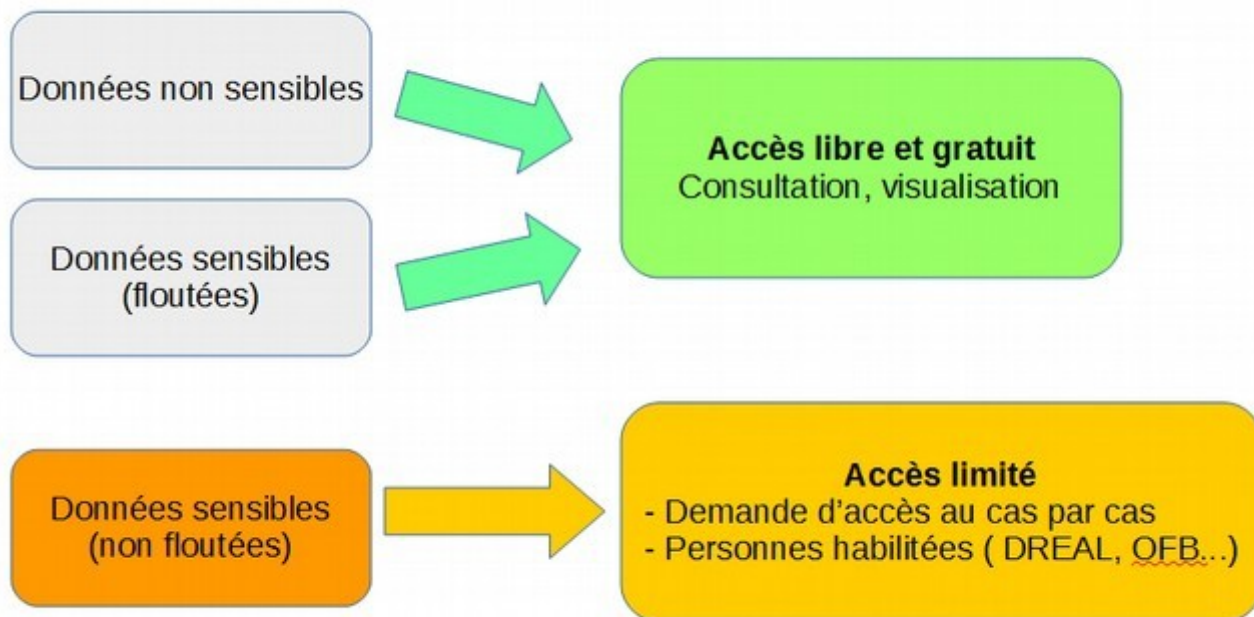 Données non sensibles
Accès libre et gratuit
Consultation, visualisation
Données sensibles
(floutées)
Données sensibles
(non floutées)
Accès limité
- Demande d'accès au cas par cas
- Personnes habilitées ( DREAL, OFB...)